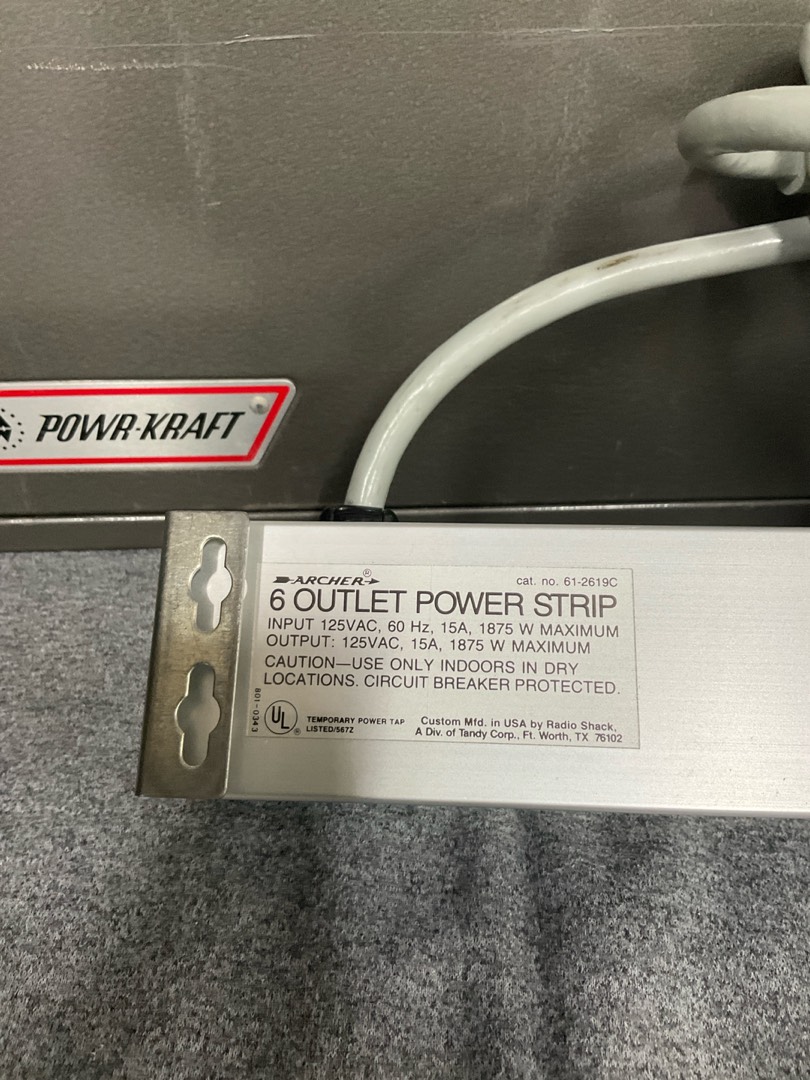 POWR-KRAFT
ARCHER®
cat. no. 61-2619C
6 OUTLET POWER STRIP
INPUT 125VAC, 60 Hz, 15A, 1875 W MAXIMUM
OUTPUT: 125VAC, 15A, 1875 W MAXIMUM
CAUTION—USE ONLY INDOORS IN DRY
LOCATIONS. CIRCUIT BREAKER PROTECTED.
801-0343
UL®
TEMPORARY POWER TAP
LISTED/567Z
Custom Mfd. in USA by Radio Shack,
A Div. of Tandy Corp., Ft. Worth, TX 76102